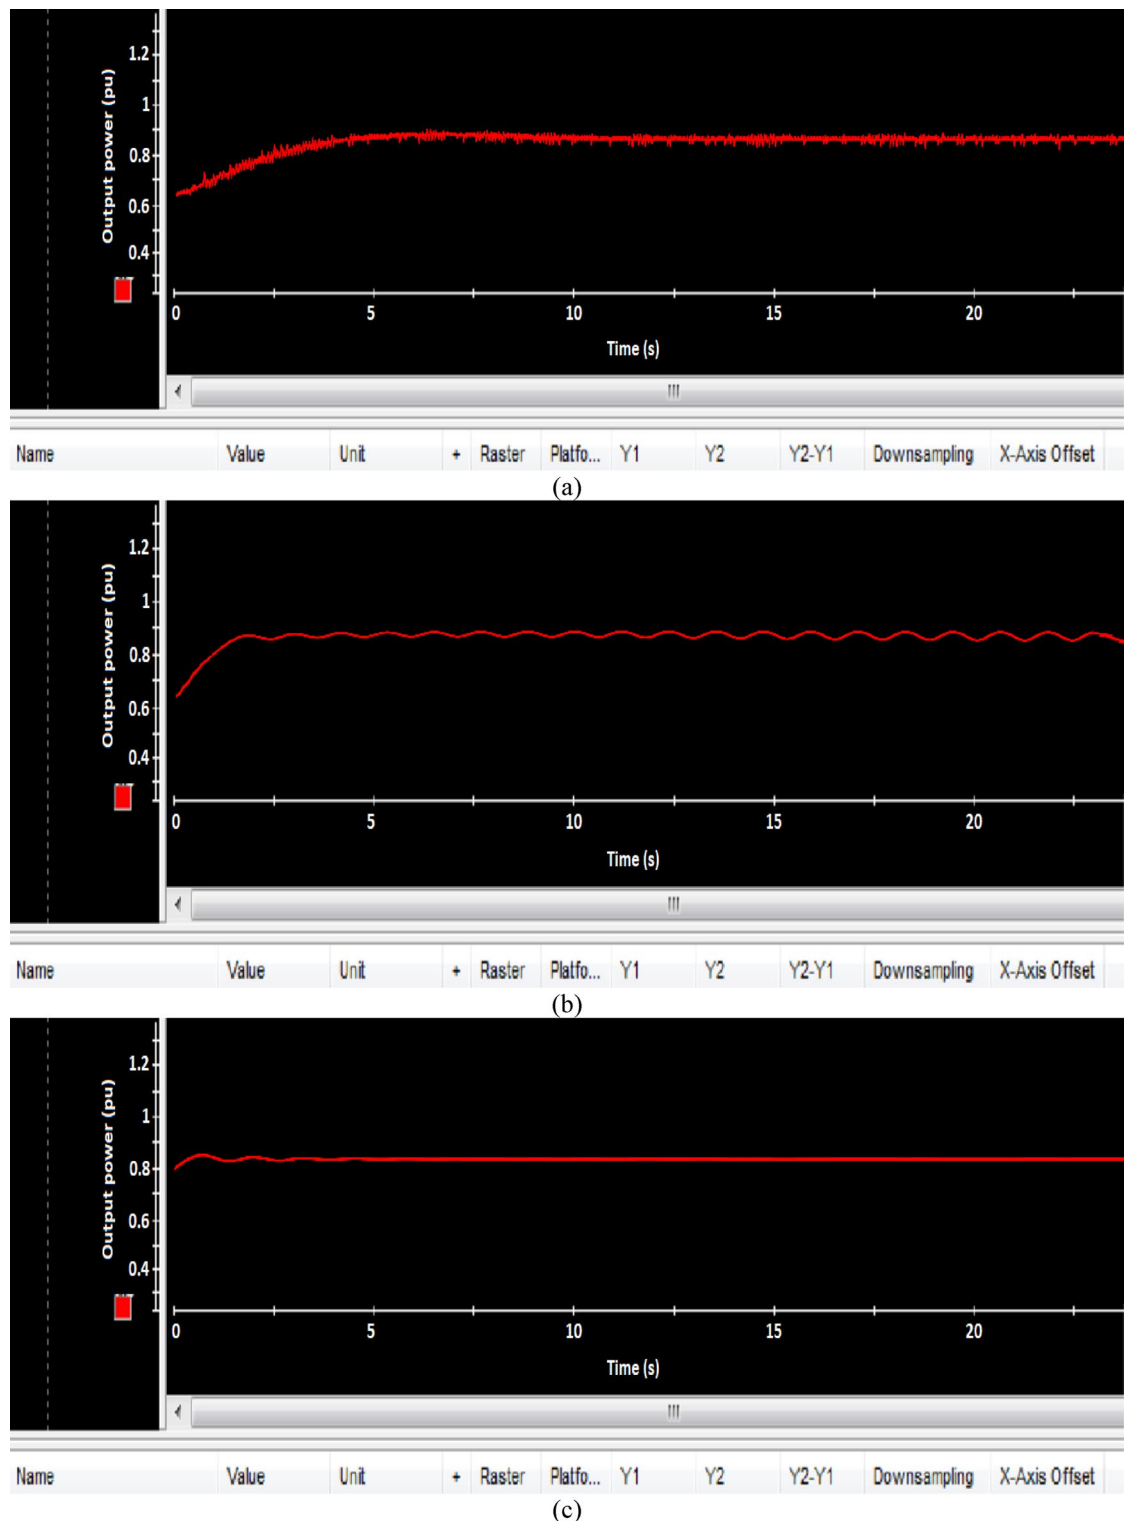 Output power (pu)
1.2
1
0.8
0.6
0.4
0 5 10 15 20
Time (s)
Name Value Unit + Raster Platfo... Y1 Y2 Y2-Y1 Downsampling X-Axis Offset
(a)
Output power (pu)
1.2
1
0.8
0.6
0.4
0 5 10 15 20
Time (s)
Name Value Unit + Raster Platfo... Y1 Y2 Y2-Y1 Downsampling X-Axis Offset
(b)
Output power (pu)
1.2
1
0.8
0.6
0.4
0 5 10 15 20
Time (s)
Name Value Unit + Raster Platfo... Y1 Y2 Y2-Y1 Downsampling X-Axis Offset
(c)